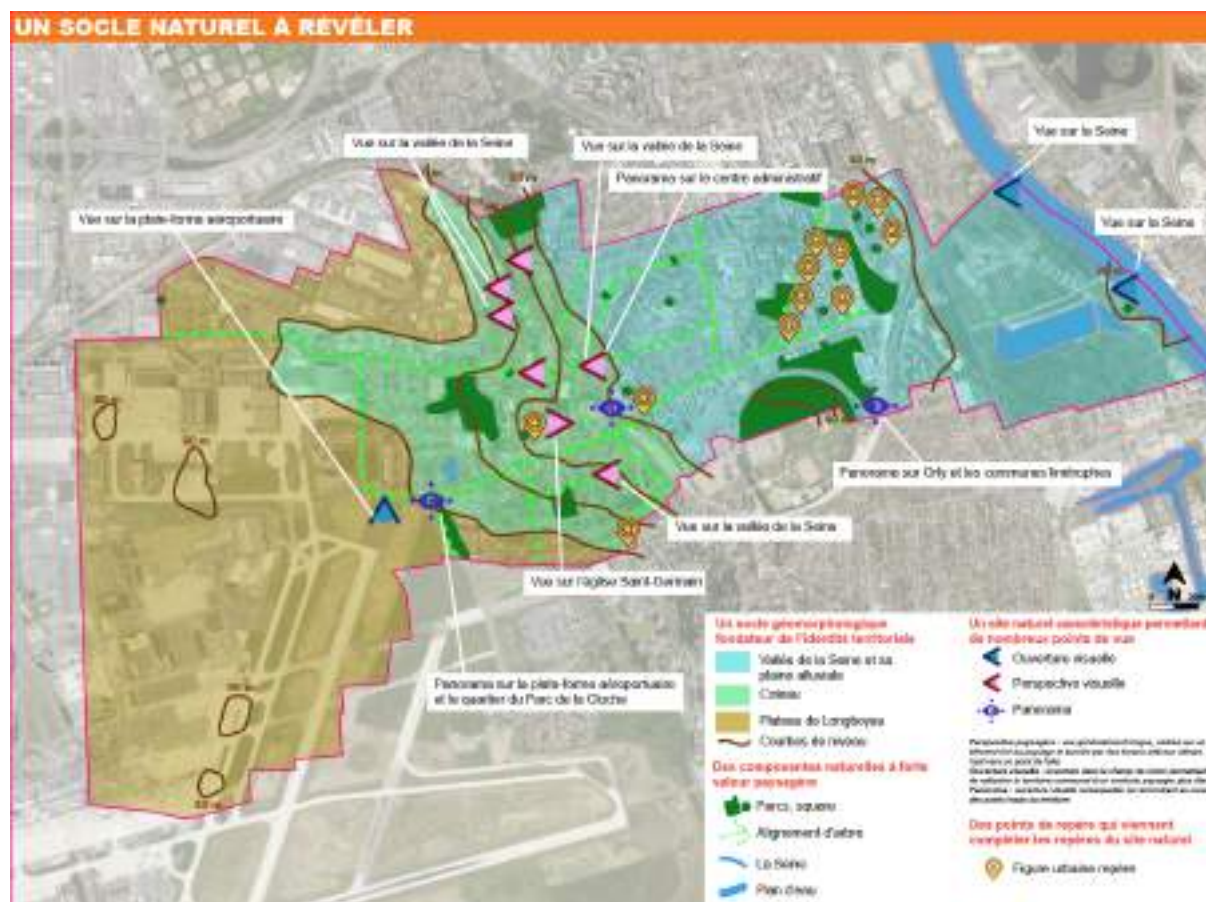 UN SOCLE NATUREL A RÉVÉLER
Vue sur la Seine
Vue sur la vallée de la Seine
Vue sur la vallée de la Seine
Panorama sur le centre administratif
Vue sur la plate-forme aéroportuaire
Vue sur la Seine
Panorama sur Orly et les communes limitrophes
Vue sur la vallée de la Seine
Vue sur l'église Saint-Germain
Panorama sur la plate-forme aéroportuaire
et le quartier du Parc de la Cloche
N
Un socle géomorphologique
fondateur de l'identité territoriale
Vallée de la Seine et sa
plaine alluviale
Coteau
Plateau de Longboyau
Courbes de niveau
Des composantes naturelles à forte
valeur paysagère
Parcs, square
Alignement d'arbre
La Seine
Plan d'eau
Un site naturel caractéristique permettant
de nombreux points de vue
Ouverture visuelle
Perspective visuelle
Panorama
Des points de repère qui viennent
compléter les repères du site naturel
Figure urbaine repère